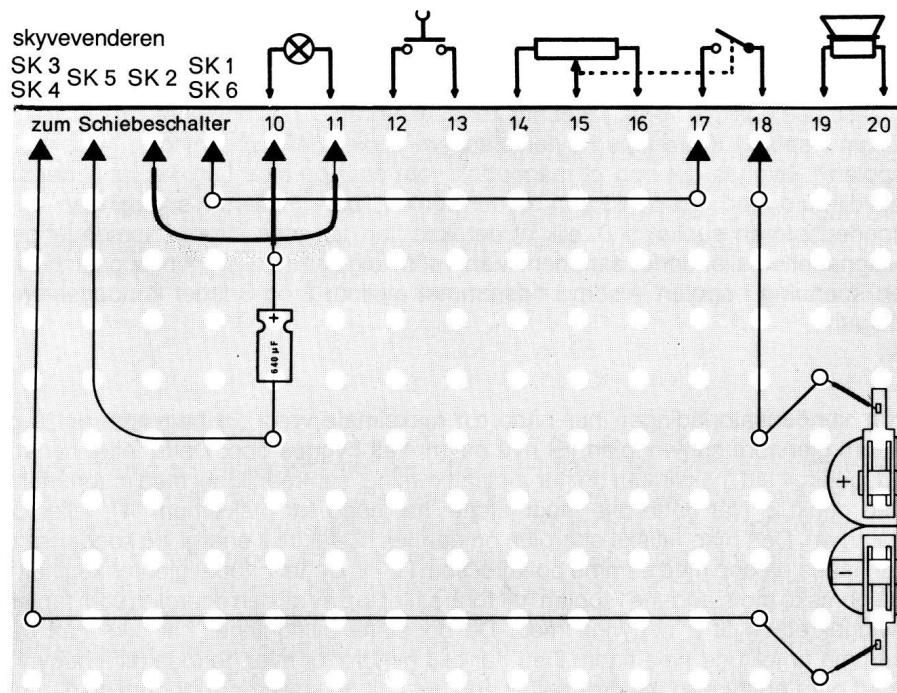 skyvevenderen
SK 3 SK 5 SK 2 SK 1
SK 4 SK 6
zum Schiebeschalter 10 11 12 13 14 15 16 17 18 19 20
+
640 µF
+
−